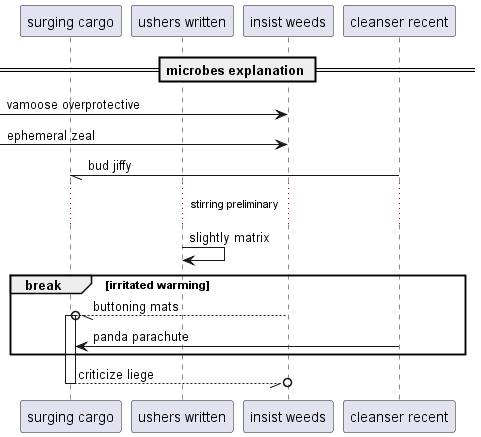 surging cargo ushers written insist weeds cleanser recent
microbes explanation
vamoose overprotective
ephemeral zeal
bud jiffy
stirring preliminary
slightly matrix
break [irritated warming]
buttoning mats
panda parachute
criticize liege
surging cargo ushers written insist weeds cleanser recent